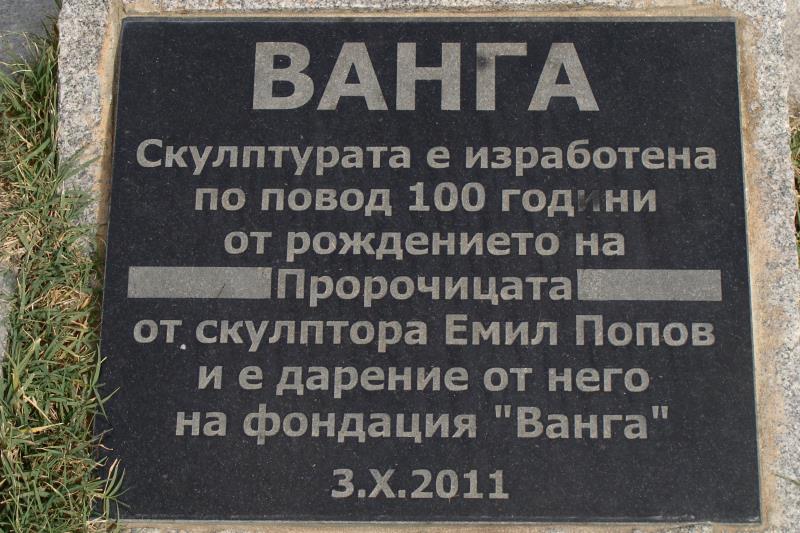 ВАНГА
Скулптурата е изработена
по повод 100 години
от рождението на
Пророчицата
от скулптора Емил Попов
и е дарение от него
на фондация "Ванга"
3.X.2011